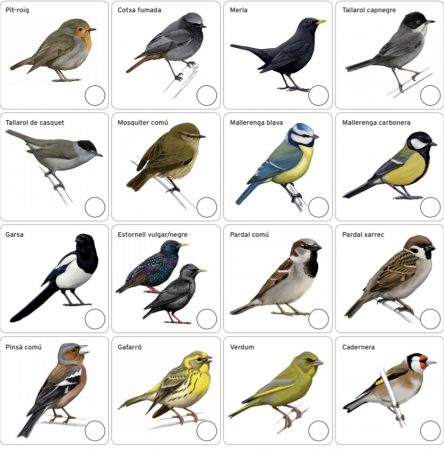 Pit-roig
Cotxa fumada
Merla
Tallarol capnegre
Tallarol de casquet
Mosquiter comú
Mallerenga blava
Mallerenga carbonera
Garsa
Estornell vulgar/negre
Pardal comú
Pardal xarrec
Pinsà comú
Gafarró
Verdum
Cadernera